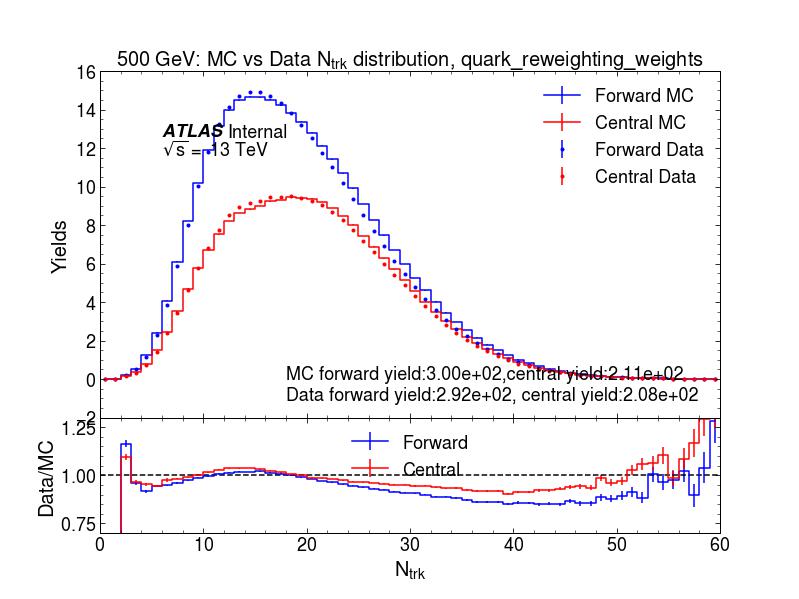 500 GeV: MC vs Data N_trk distribution, quark_reweighting_weights
16
14
12
10
8
6
4
2
0
−2
Yields
ATLAS Internal
√s = 13 TeV
Forward MC
Central MC
Forward Data
Central Data
MC forward yield:3.00e+02,central yield:2.11e+02
Data forward yield:2.92e+02, central yield:2.08e+02
1.25
1.00
0.75
Data/MC
Forward
Central
0 10 20 30 40 50 60
N_trk